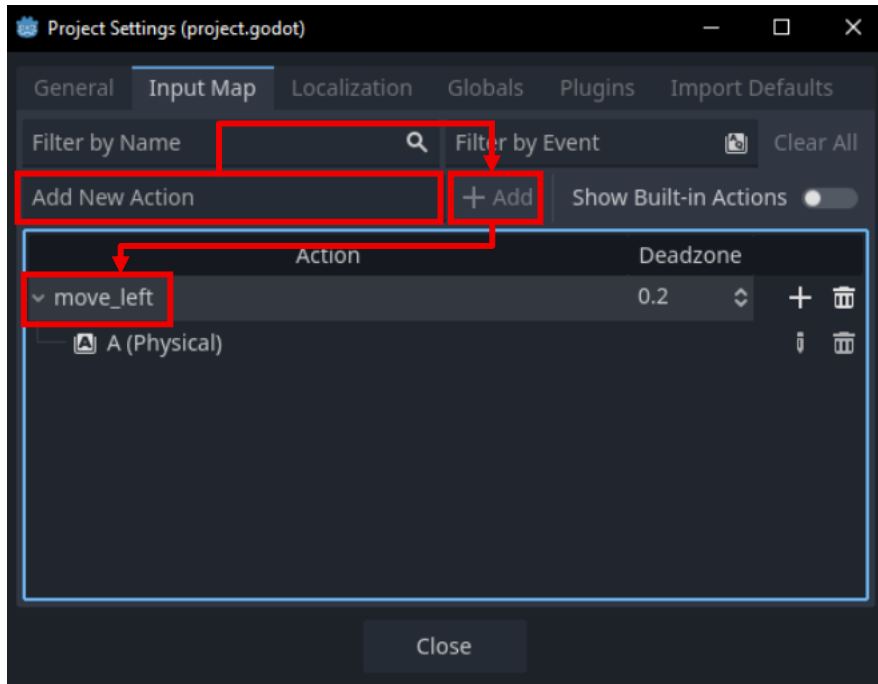 Project Settings (project.godot)
General Input Map Localization Globals Plugins Import Defaults
Filter by Name Filter by Event Clear All
Add New Action + Add Show Built-in Actions
Action Deadzone
move_left 0.2
A (Physical)
Close